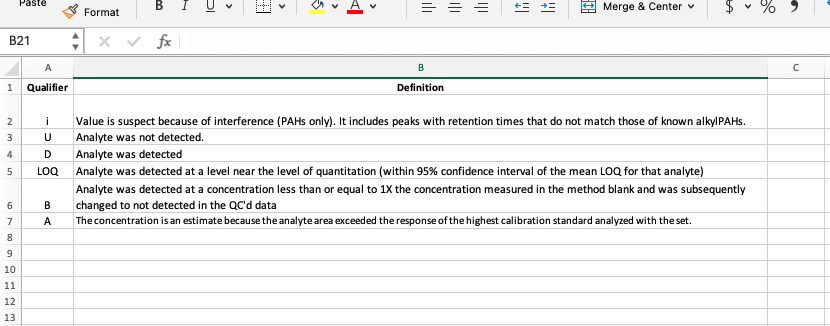 Paste
Format
B I U A
Merge & Center
$ % 9
B21
fx
A B C
1 Qualifier Definition
2 i Value is suspect because of interference (PAHs only). It includes peaks with retention times that do not match those of known alkylPAHs.
3 U Analyte was not detected.
4 D Analyte was detected
5 LOQ Analyte was detected at a level near the level of quantitation (within 95% confidence interval of the mean LOQ for that analyte)
Analyte was detected at a concentration less than or equal to 1X the concentration measured in the method blank and was subsequently
6 B changed to not detected in the QC'd data
7 A The concentration is an estimate because the analyte area exceeded the response of the highest calibration standard analyzed with the set.
8
9
10
11
12
13